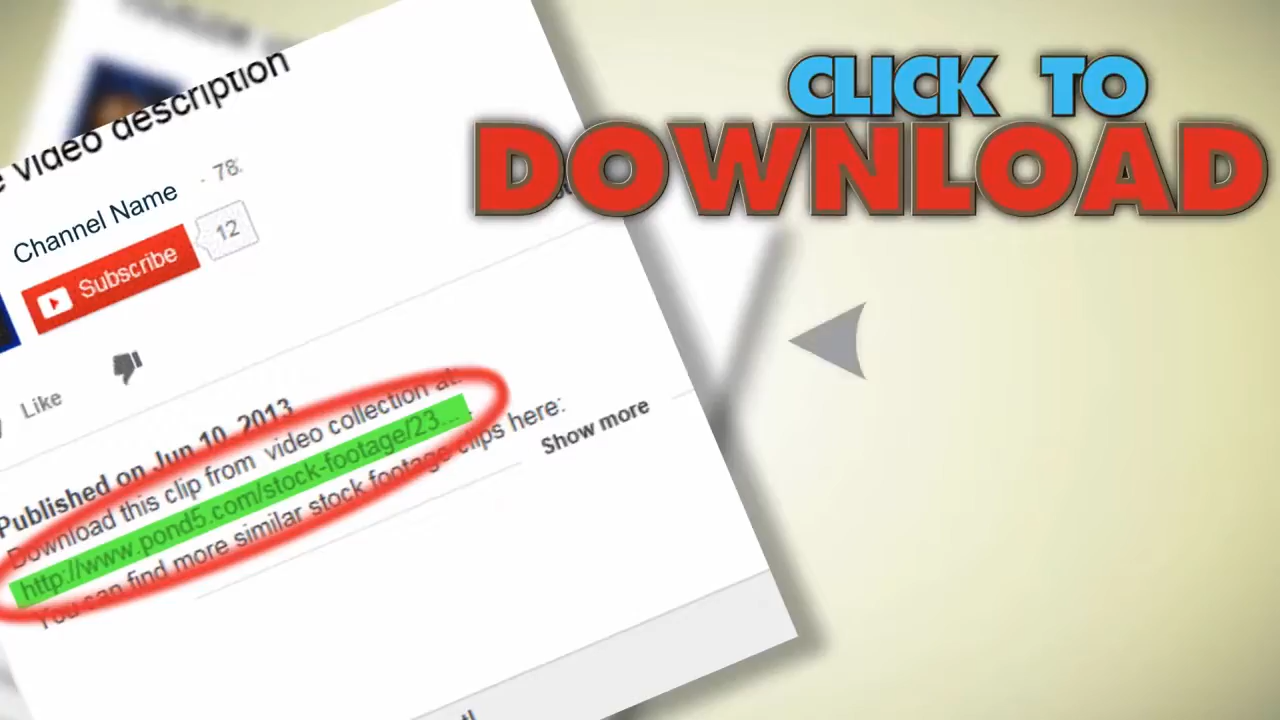 CLICK TO
DOWNLOAD
video description
Channel Name
78
Subscribe
12
Like
Published on Jun 10, 2013
Download this clip from video collection at:
http://www.pond5.com/stock-footage/23...
You can find more similar stock footage clips here:
Show more